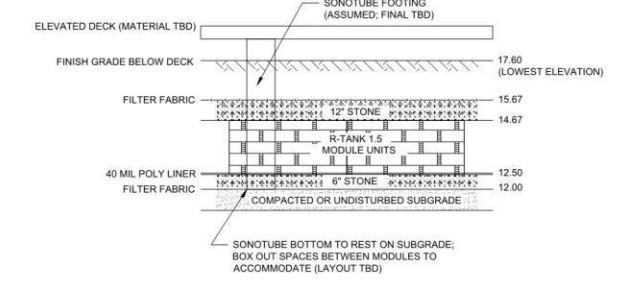 SONOTUBE FOOTING
(ASSUMED; FINAL TBD)
ELEVATED DECK (MATERIAL TBD)
FINISH GRADE BELOW DECK
17.60
(LOWEST ELEVATION)
FILTER FABRIC
15.67
12" STONE
14.67
R-TANK 1.5
MODULE UNITS
40 MIL POLY LINER
12.50
6" STONE
FILTER FABRIC
12.00
COMPACTED OR UNDISTURBED SUBGRADE
SONOTUBE BOTTOM TO REST ON SUBGRADE;
BOX OUT SPACES BETWEEN MODULES TO
ACCOMMODATE (LAYOUT TBD)